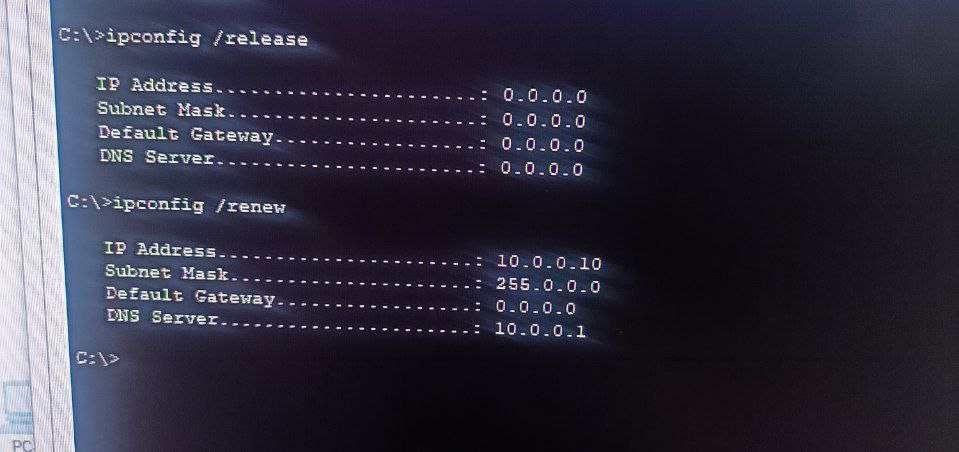 C:\>ipconfig /release
IP Address......................: 0.0.0.0
Subnet Mask.....................: 0.0.0.0
Default Gateway.................: 0.0.0.0
DNS Server......................: 0.0.0.0
C:\>ipconfig /renew
IP Address......................: 10.0.0.10
Subnet Mask.....................: 255.0.0.0
Default Gateway.................: 0.0.0.0
DNS Server......................: 10.0.0.1
C:\>
PC